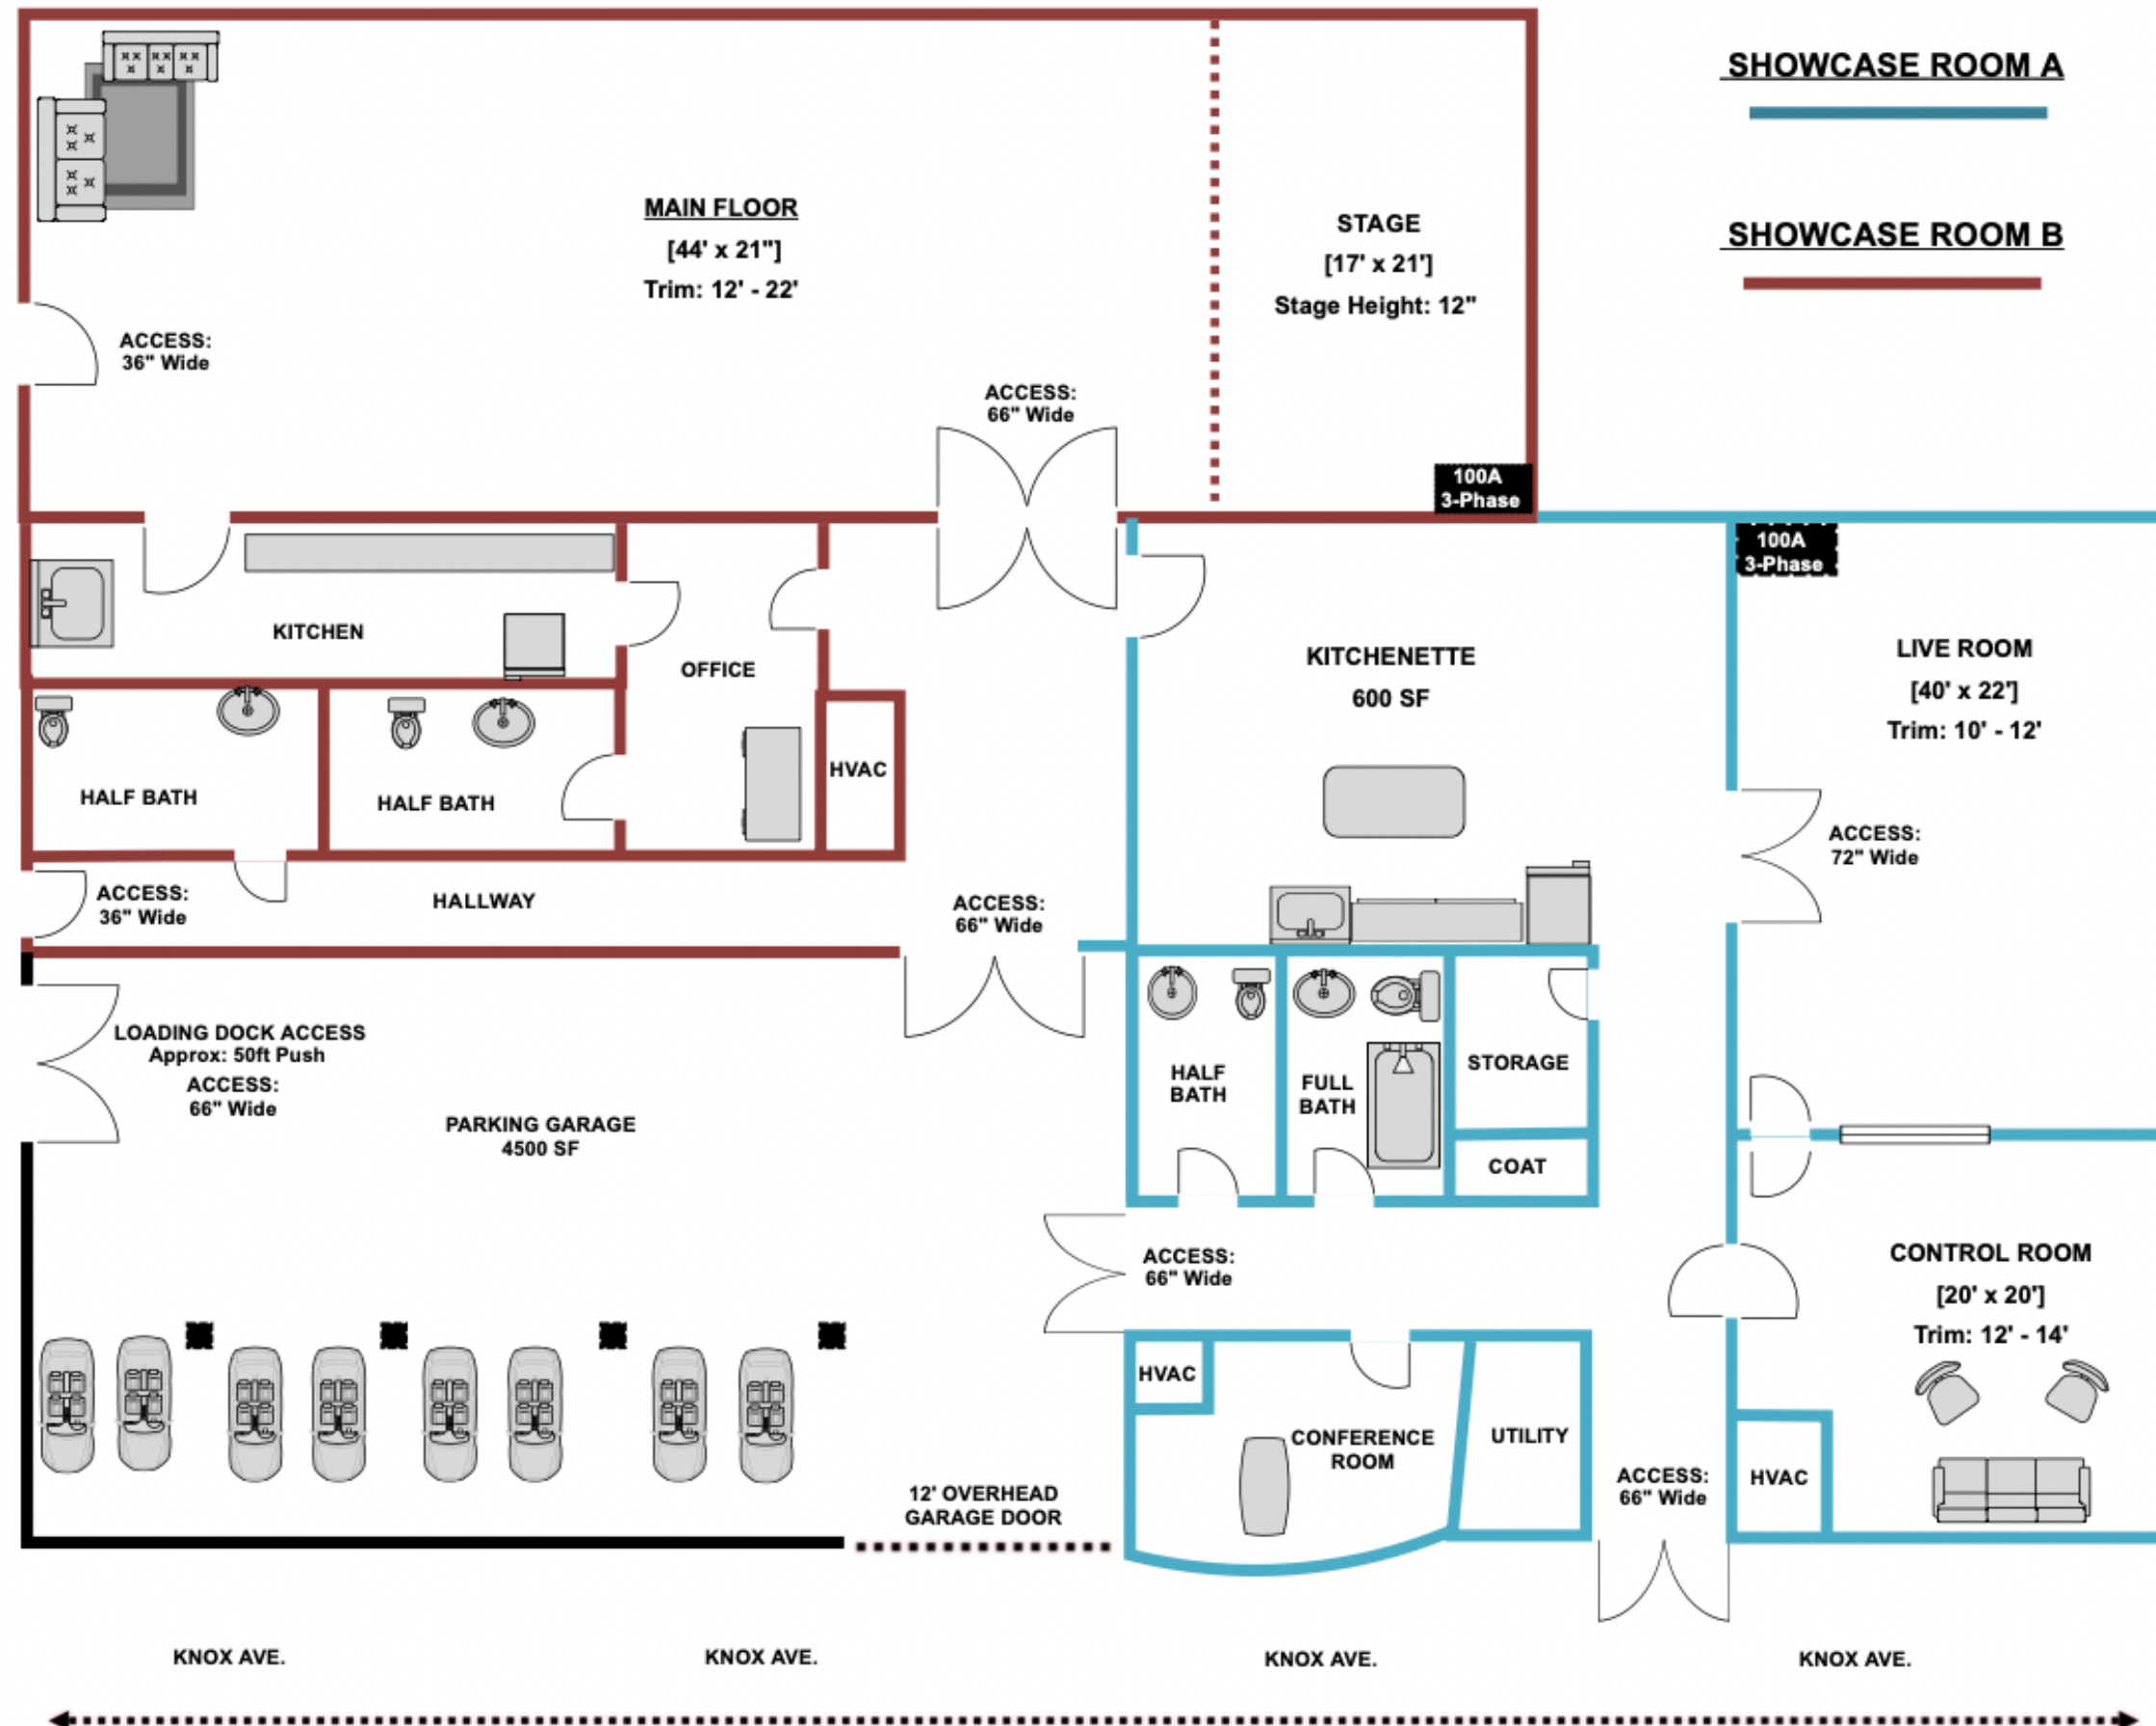 SHOWCASE ROOM A
SHOWCASE ROOM B
MAIN FLOOR
[44' x 21"]
Trim: 12' - 22'
STAGE
[17' x 21']
Stage Height: 12"
ACCESS:
36" Wide
ACCESS:
66" Wide
100A
3-Phase
100A
3-Phase
KITCHEN
OFFICE
KITCHENETTE
600 SF
LIVE ROOM
[40' x 22']
Trim: 10' - 12'
HALF BATH
HALF BATH
HVAC
ACCESS:
72" Wide
ACCESS:
36" Wide
HALLWAY
ACCESS:
66" Wide
LOADING DOCK ACCESS
Approx: 50ft Push
ACCESS:
66" Wide
PARKING GARAGE
4500 SF
HALF
BATH
FULL
BATH
STORAGE
COAT
ACCESS:
66" Wide
CONTROL ROOM
[20' x 20']
Trim: 12' - 14'
HVAC
CONFERENCE
ROOM
UTILITY
ACCESS:
66" Wide
HVAC
12' OVERHEAD
GARAGE DOOR
KNOX AVE.
KNOX AVE.
KNOX AVE.
KNOX AVE.